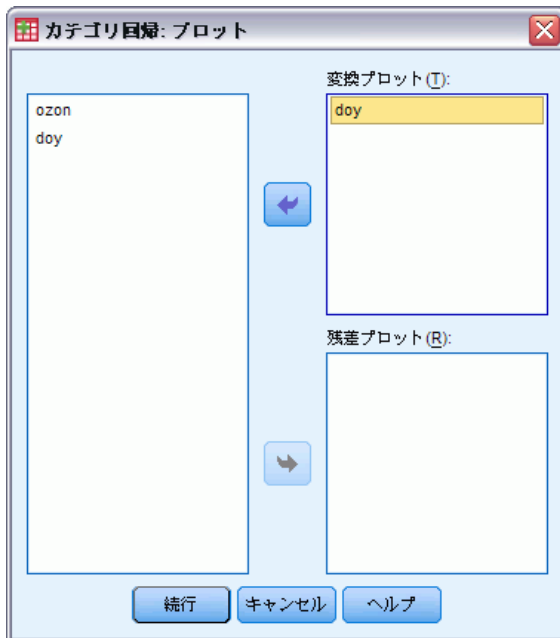 カテゴリ回帰: プロット
変換プロット(T):
ozon
doy
doy
残差プロット(R):
続行
キャンセル
ヘルプ